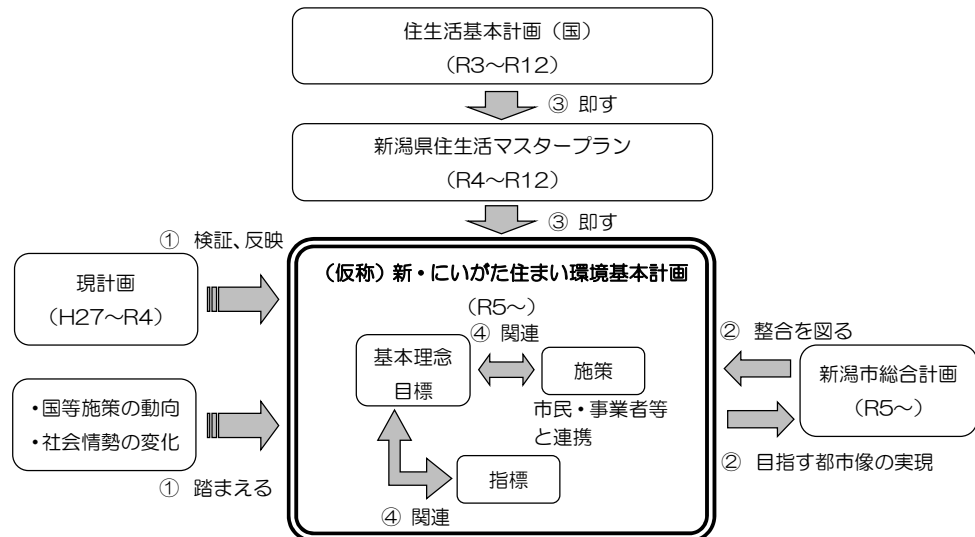 住生活基本計画（国）
（R3～R12）
③ 即す
新潟県住生活マスタープラン
（R4～R12）
③ 即す
① 検証、反映
現計画
（H27～R4）
・国等施策の動向
・社会情勢の変化
① 踏まえる
（仮称）新・にいがた住まい環境基本計画
（R5～）
④ 関連
基本理念
目標
施策
市民・事業者等
と連携
指標
④ 関連
② 整合を図る
新潟市総合計画
（R5～）
② 目指す都市像の実現